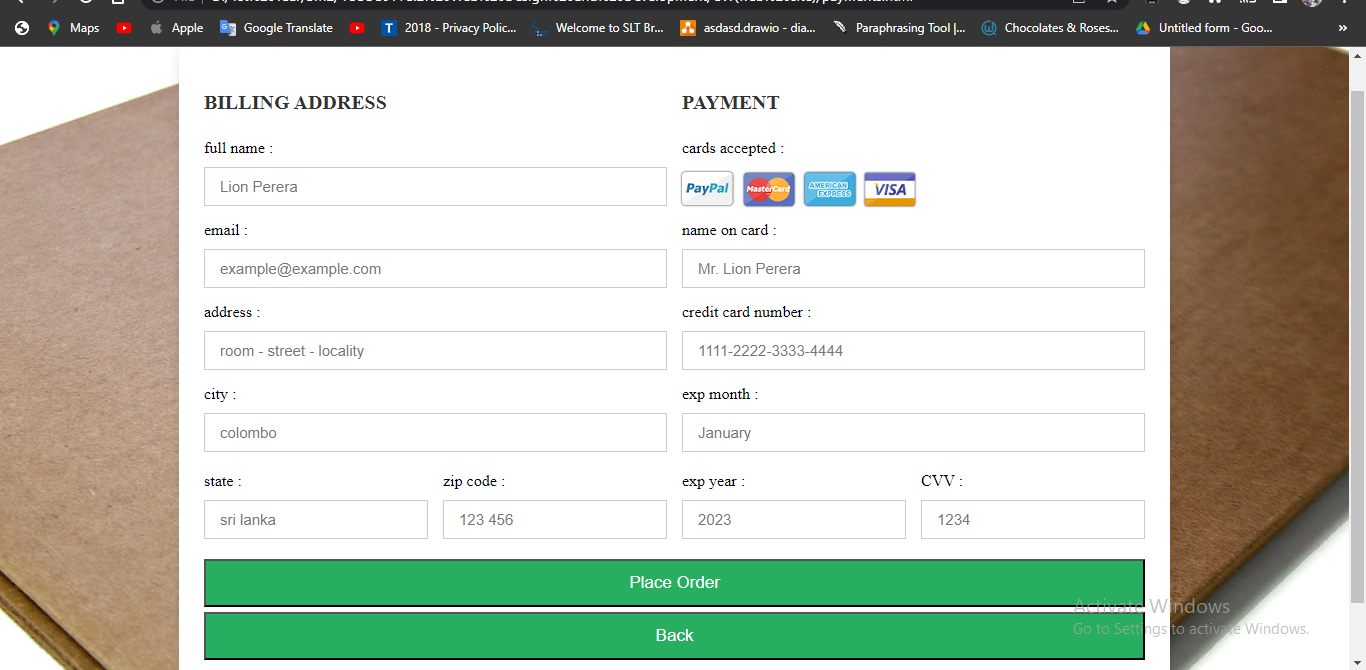 Maps
Apple
Google Translate
2018 - Privacy Polic...
Welcome to SLT Br...
asdasd.drawio - dia...
Paraphrasing Tool |...
Chocolates & Roses...
Untitled form - Goo...
»
BILLING ADDRESS
full name :
Lion Perera
email :
example@example.com
address :
room - street - locality
city :
colombo
state :
zip code :
sri lanka
123 456
PAYMENT
cards accepted :
PayPal
MasterCard
AMERICAN EXPRESS
VISA
name on card :
Mr. Lion Perera
credit card number :
1111-2222-3333-4444
exp month :
January
exp year :
CVV :
2023
1234
Place Order
Back
Activate Windows
Go to Settings to activate Windows.